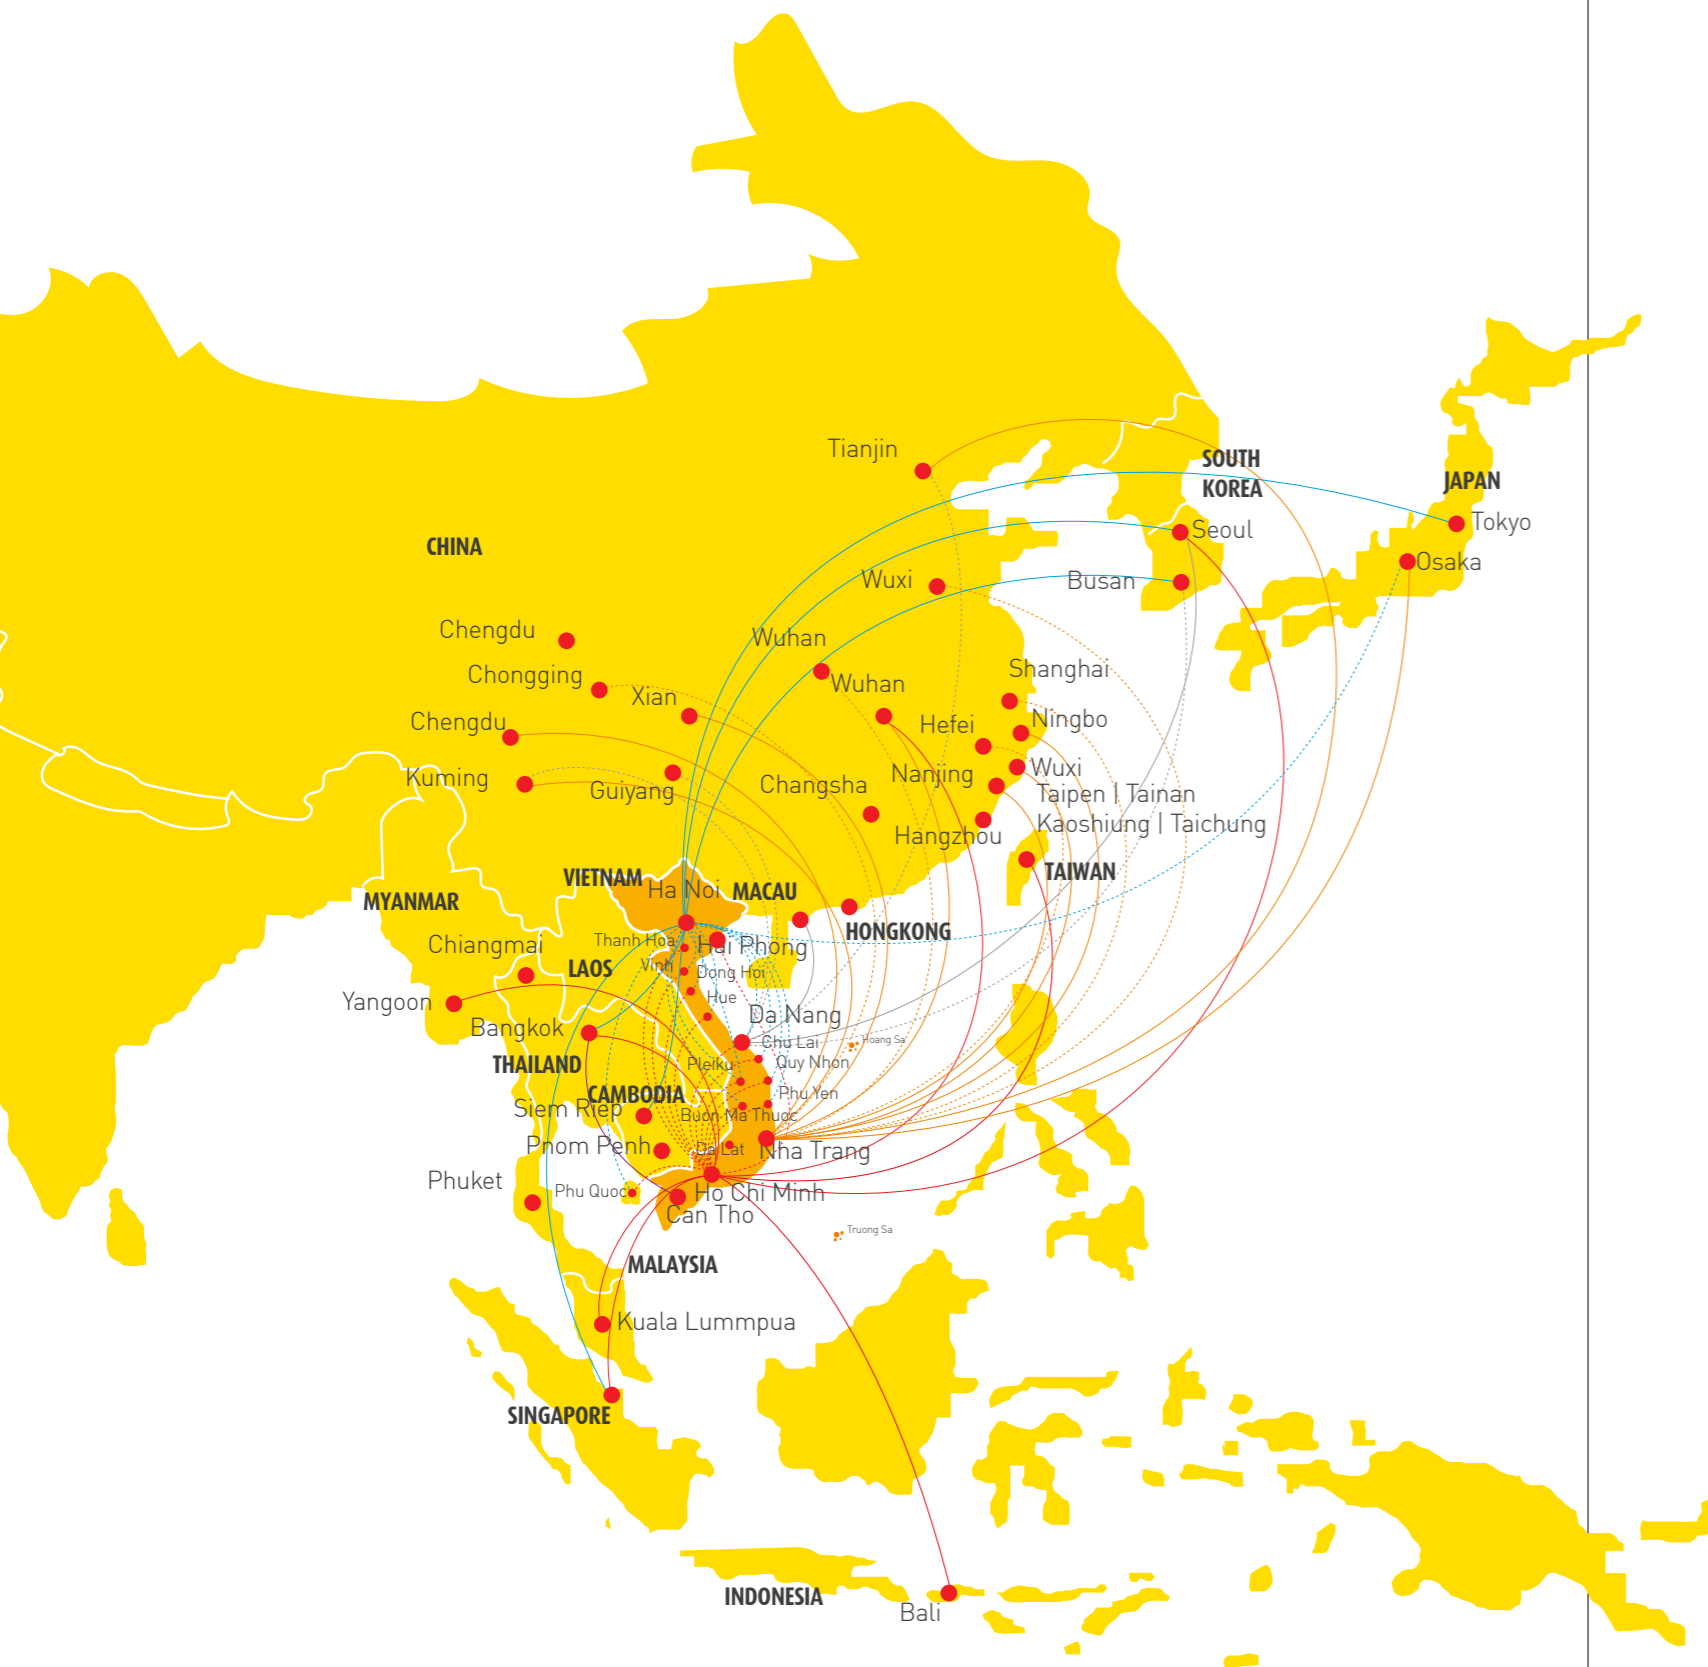 Tianjin
SOUTH
KOREA
JAPAN
Tokyo
Seoul
CHINA
Osaka
Wuxi
Busan
Chengdu
Wuhan
Shanghai
Chongging
Wuhan
Xian
Ningbo
Chengdu
Hefei
Wuxi
Nanjing
Kuming
Changsha
Guiyang
Taipen | Tainan
Kaoshiung | Taichung
Hangzhou
TAIWAN
VIETNAM
Ha Noi
MACAU
MYANMAR
HONGKONG
Thanh Hoa
Hai Phong
Chiangmai
Vinh
LAOS
Dong Hoi
Hue
Yangoon
Da Nang
Bangkok
Chu Lai
Hoang Sa
THAILAND
Pleiku
Quy Nhon
CAMBODIA
Phu Yen
Siem Riep
Buon Ma Thuoc
Pnom Penh
Da Lat
Nha Trang
Phuket
Phu Quoc
Ho Chi Minh
Can Tho
Truong Sa
MALAYSIA
Kuala Lummpua
SINGAPORE
INDONESIA
Bali